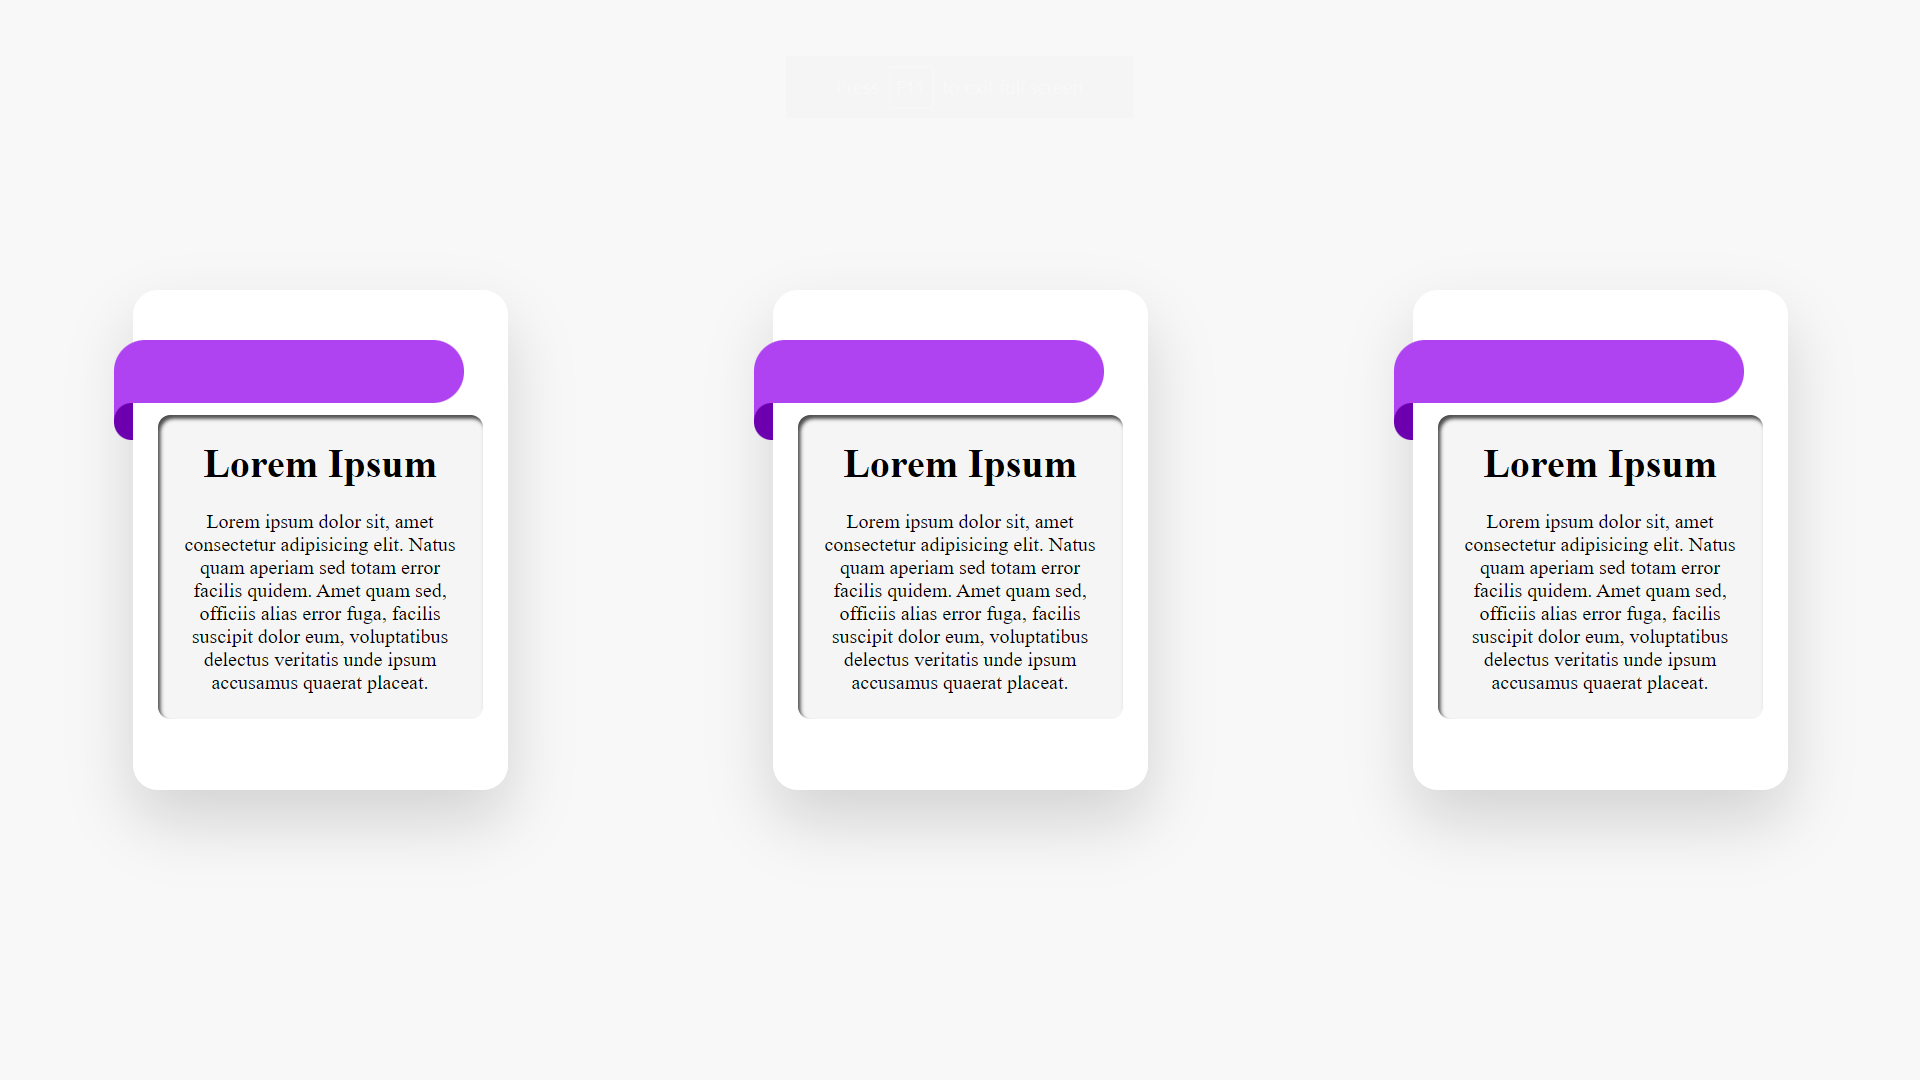 Press F11 to exit full screen
Lorem Ipsum
Lorem ipsum dolor sit, amet
consectetur adipisicing elit. Natus
quam aperiam sed totam error
facilis quidem. Amet quam sed,
officiis alias error fuga, facilis
suscipit dolor eum, voluptatibus
delectus veritatis unde ipsum
accusamus quaerat placeat.
Lorem Ipsum
Lorem ipsum dolor sit, amet
consectetur adipisicing elit. Natus
quam aperiam sed totam error
facilis quidem. Amet quam sed,
officiis alias error fuga, facilis
suscipit dolor eum, voluptatibus
delectus veritatis unde ipsum
accusamus quaerat placeat.
Lorem Ipsum
Lorem ipsum dolor sit, amet
consectetur adipisicing elit. Natus
quam aperiam sed totam error
facilis quidem. Amet quam sed,
officiis alias error fuga, facilis
suscipit dolor eum, voluptatibus
delectus veritatis unde ipsum
accusamus quaerat placeat.